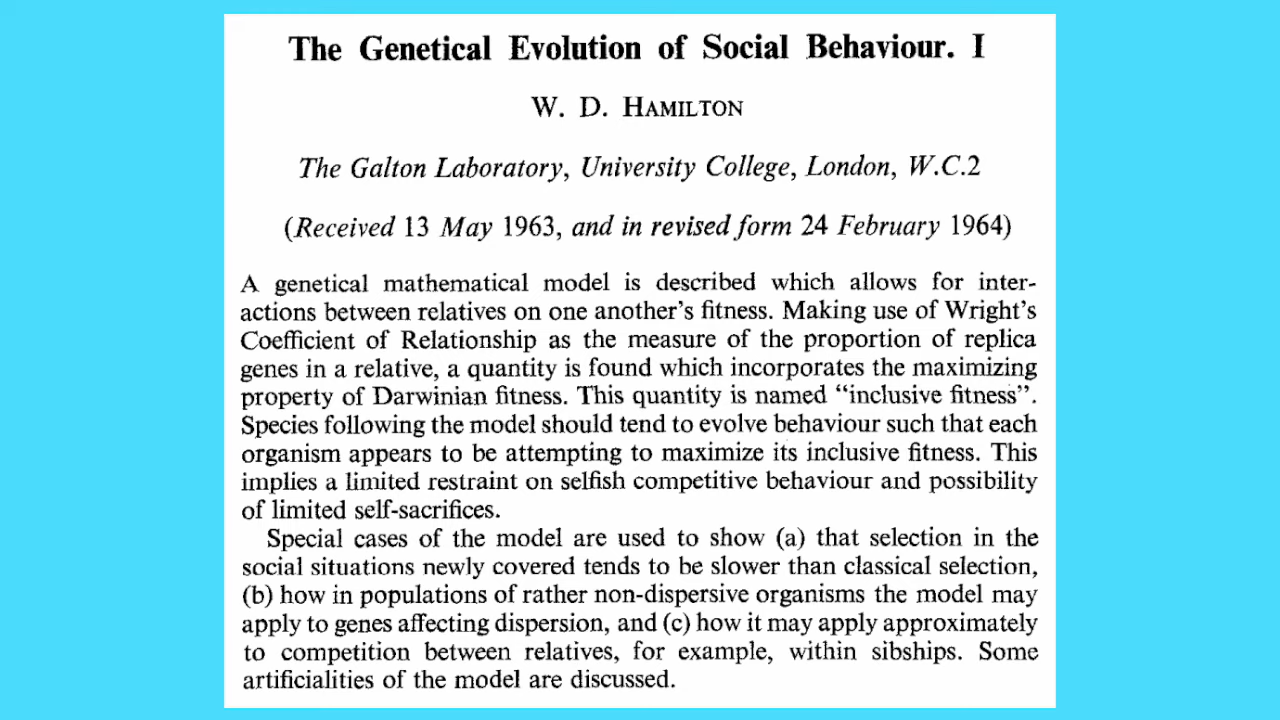 The Genetical Evolution of Social Behaviour. I
W. D. HAMILTON
The Galton Laboratory, University College, London, W.C.2
(Received 13 May 1963, and in revised form 24 February 1964)
A genetical mathematical model is described which allows for inter-
actions between relatives on one another's fitness. Making use of Wright's
Coefficient of Relationship as the measure of the proportion of replica
genes in a relative, a quantity is found which incorporates the maximizing
property of Darwinian fitness. This quantity is named "inclusive fitness".
Species following the model should tend to evolve behaviour such that each
organism appears to be attempting to maximize its inclusive fitness. This
implies a limited restraint on selfish competitive behaviour and possibility
of limited self-sacrifices.
Special cases of the model are used to show (a) that selection in the
social situations newly covered tends to be slower than classical selection,
(b) how in populations of rather non-dispersive organisms the model may
apply to genes affecting dispersion, and (c) how it may apply approximately
to competition between relatives, for example, within sibships. Some
artificialities of the model are discussed.